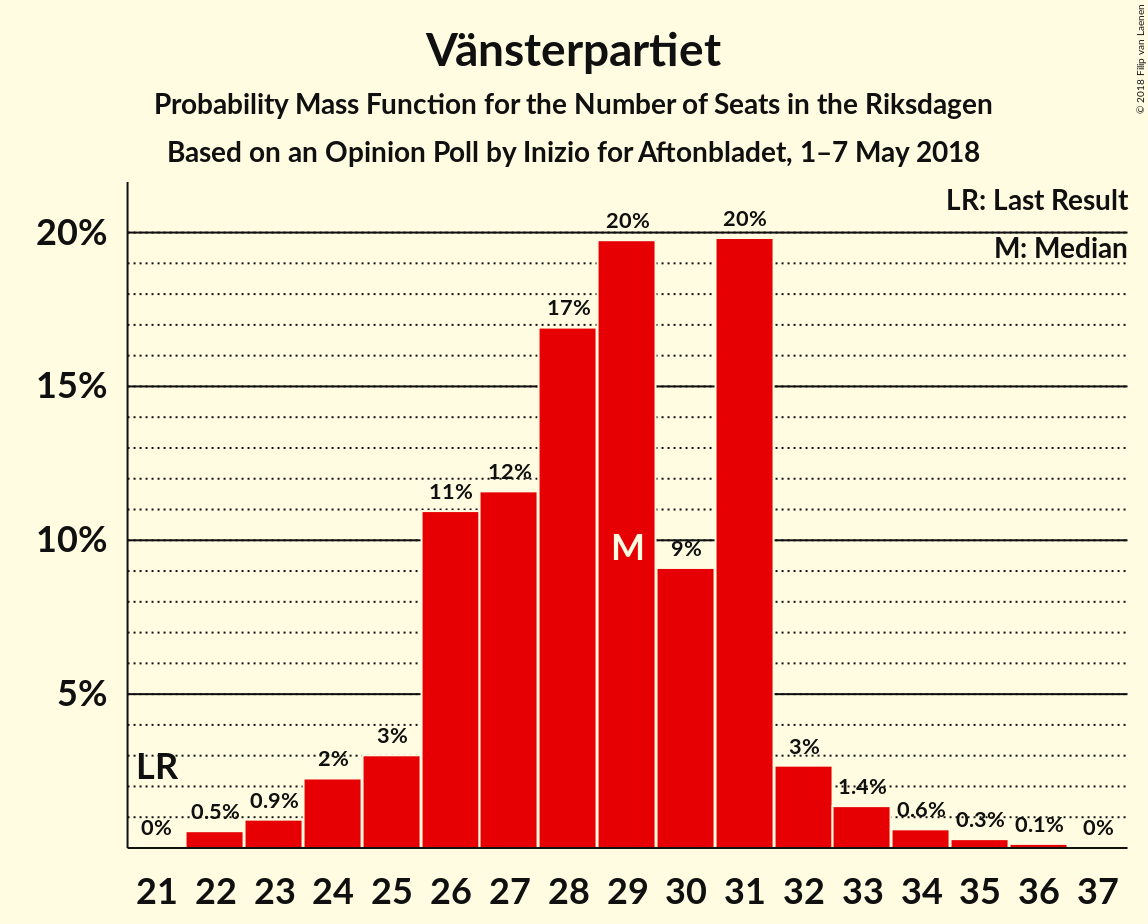 Vänsterpartiet
Probability Mass Function for the Number of Seats in the Riksdagen
Based on an Opinion Poll by Inizio for Aftonbladet, 1–7 May 2018
© 2018 Filip van Laenen
LR: Last Result
M: Median
20%
15%
10%
5%
LR
0%
0.5%
0.9%
2%
3%
11%
12%
17%
20%
M
9%
20%
3%
1.4%
0.6%
0.3%
0.1%
0%
21 22 23 24 25 26 27 28 29 30 31 32 33 34 35 36 37